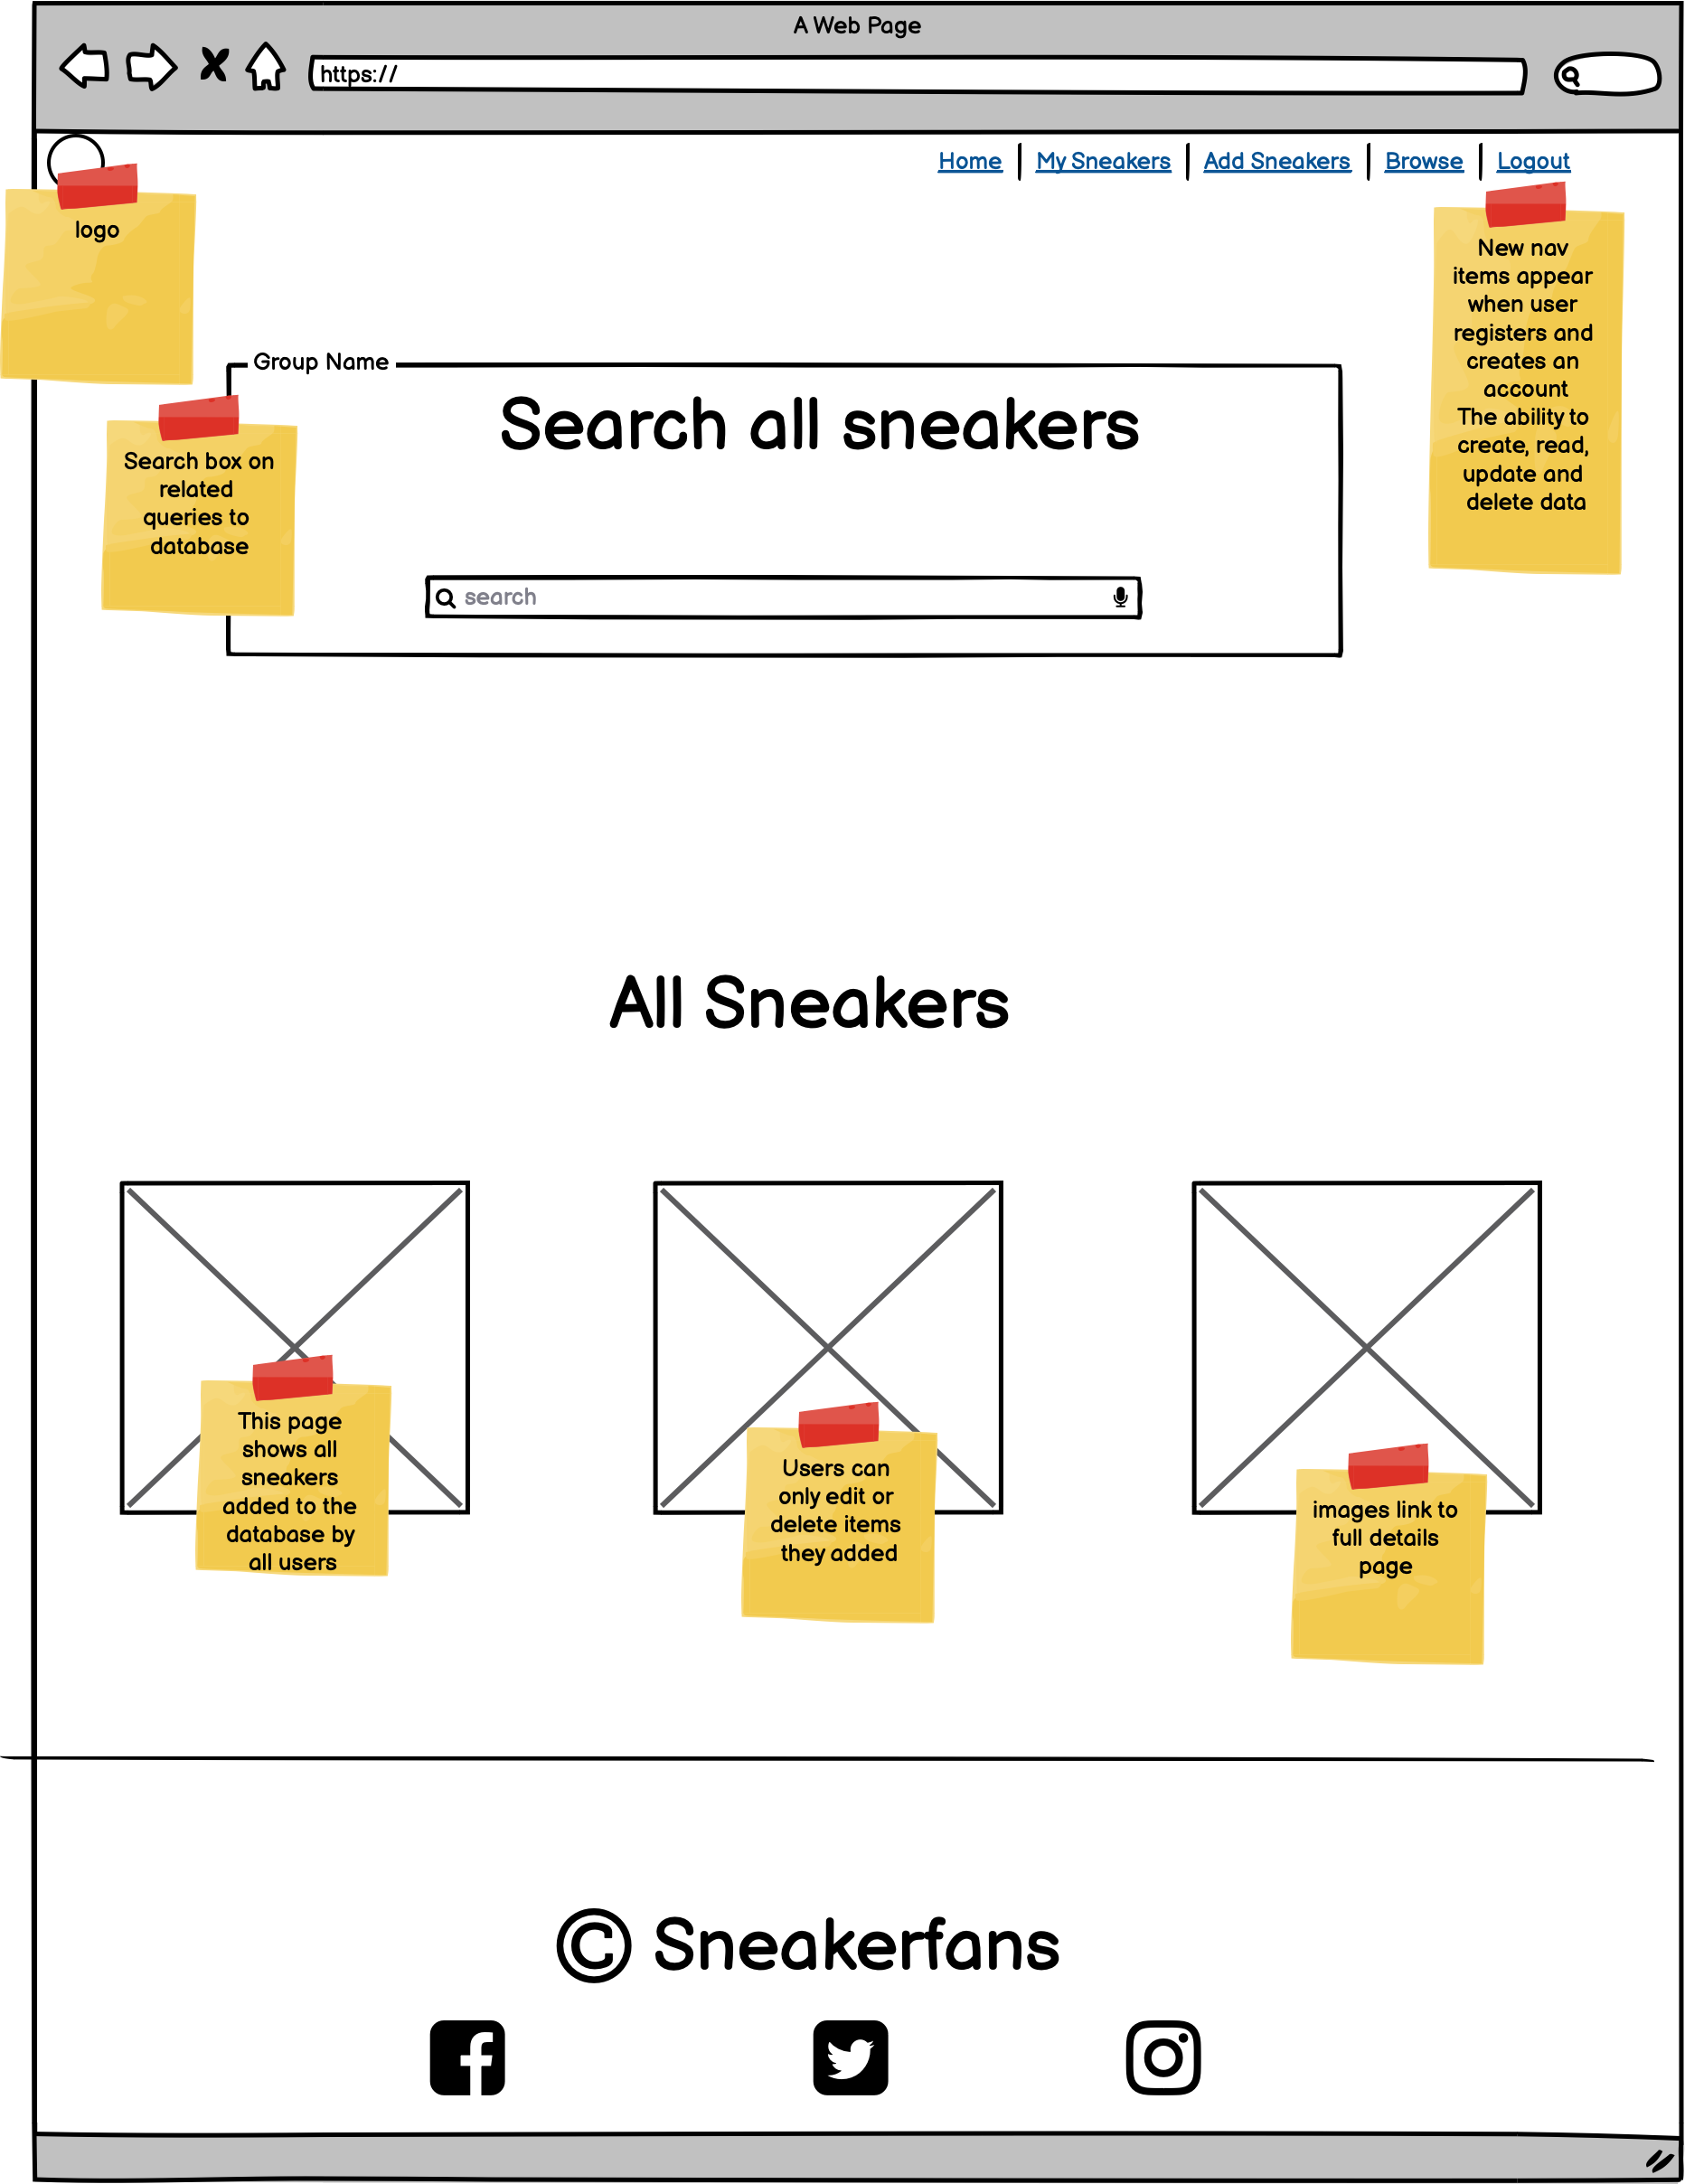 A Web Page
https://
Home
My Sneakers
Add Sneakers
Browse
Logout
logo
New nav
items appear
when user
registers and
creates an
account
The ability to
create, read,
update and
delete data
Group Name
Search all sneakers
Search box on
related
queries to
database
search
All Sneakers
This page
shows all
sneakers
added to the
database by
all users
Users can
only edit or
delete items
they added
images link to
full details
page
© Sneakerfans